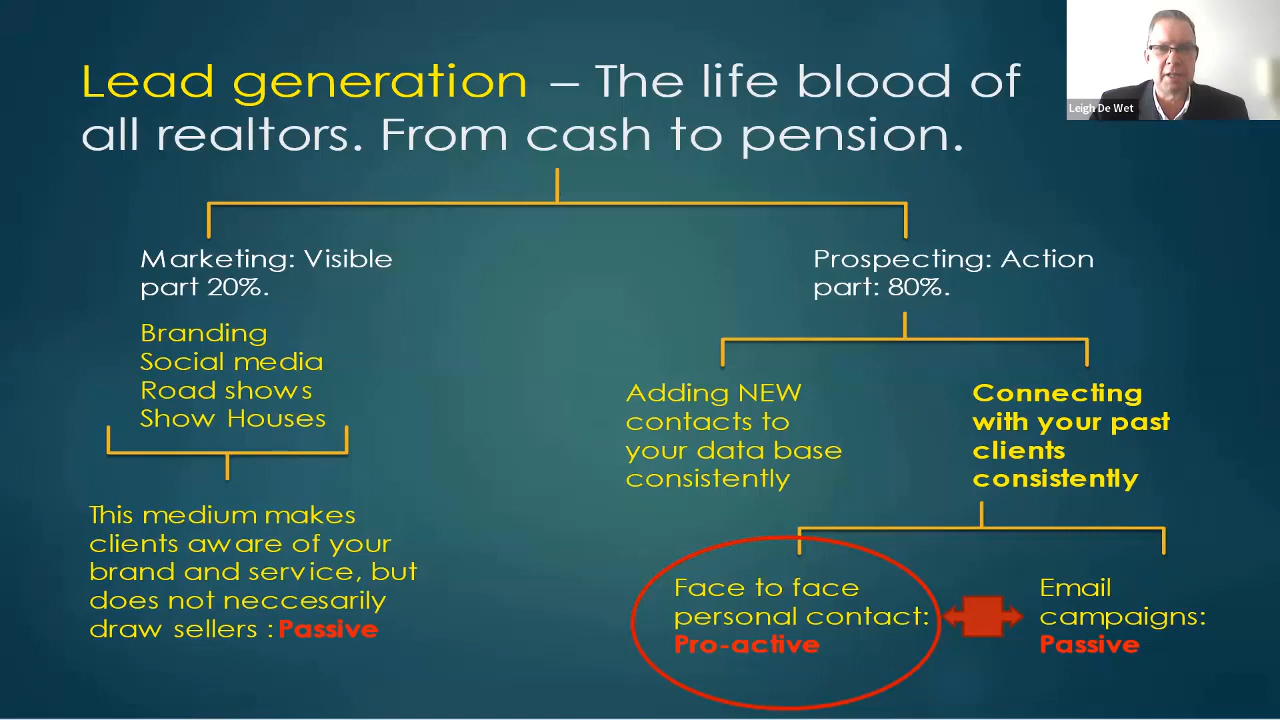 Lead generation – The life blood of
all realtors. From cash to pension.
Leigh De Wet
Marketing: Visible
part 20%.
Branding
Social media
Road shows
Show Houses
This medium makes
clients aware of your
brand and service, but
does not neccesarily
draw sellers : Passive
Prospecting: Action
part: 80%.
Adding NEW
contacts to
your data base
consistently
Connecting
with your past
clients
consistently
Face to face
personal contact:
Pro-active
Email
campaigns:
Passive